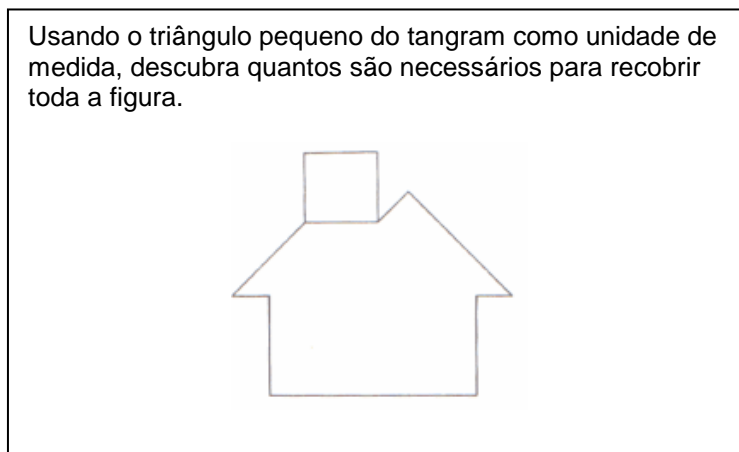 Usando o triângulo pequeno do tangram como unidade de
medida, descubra quantos são necessários para recobrir
toda a figura.